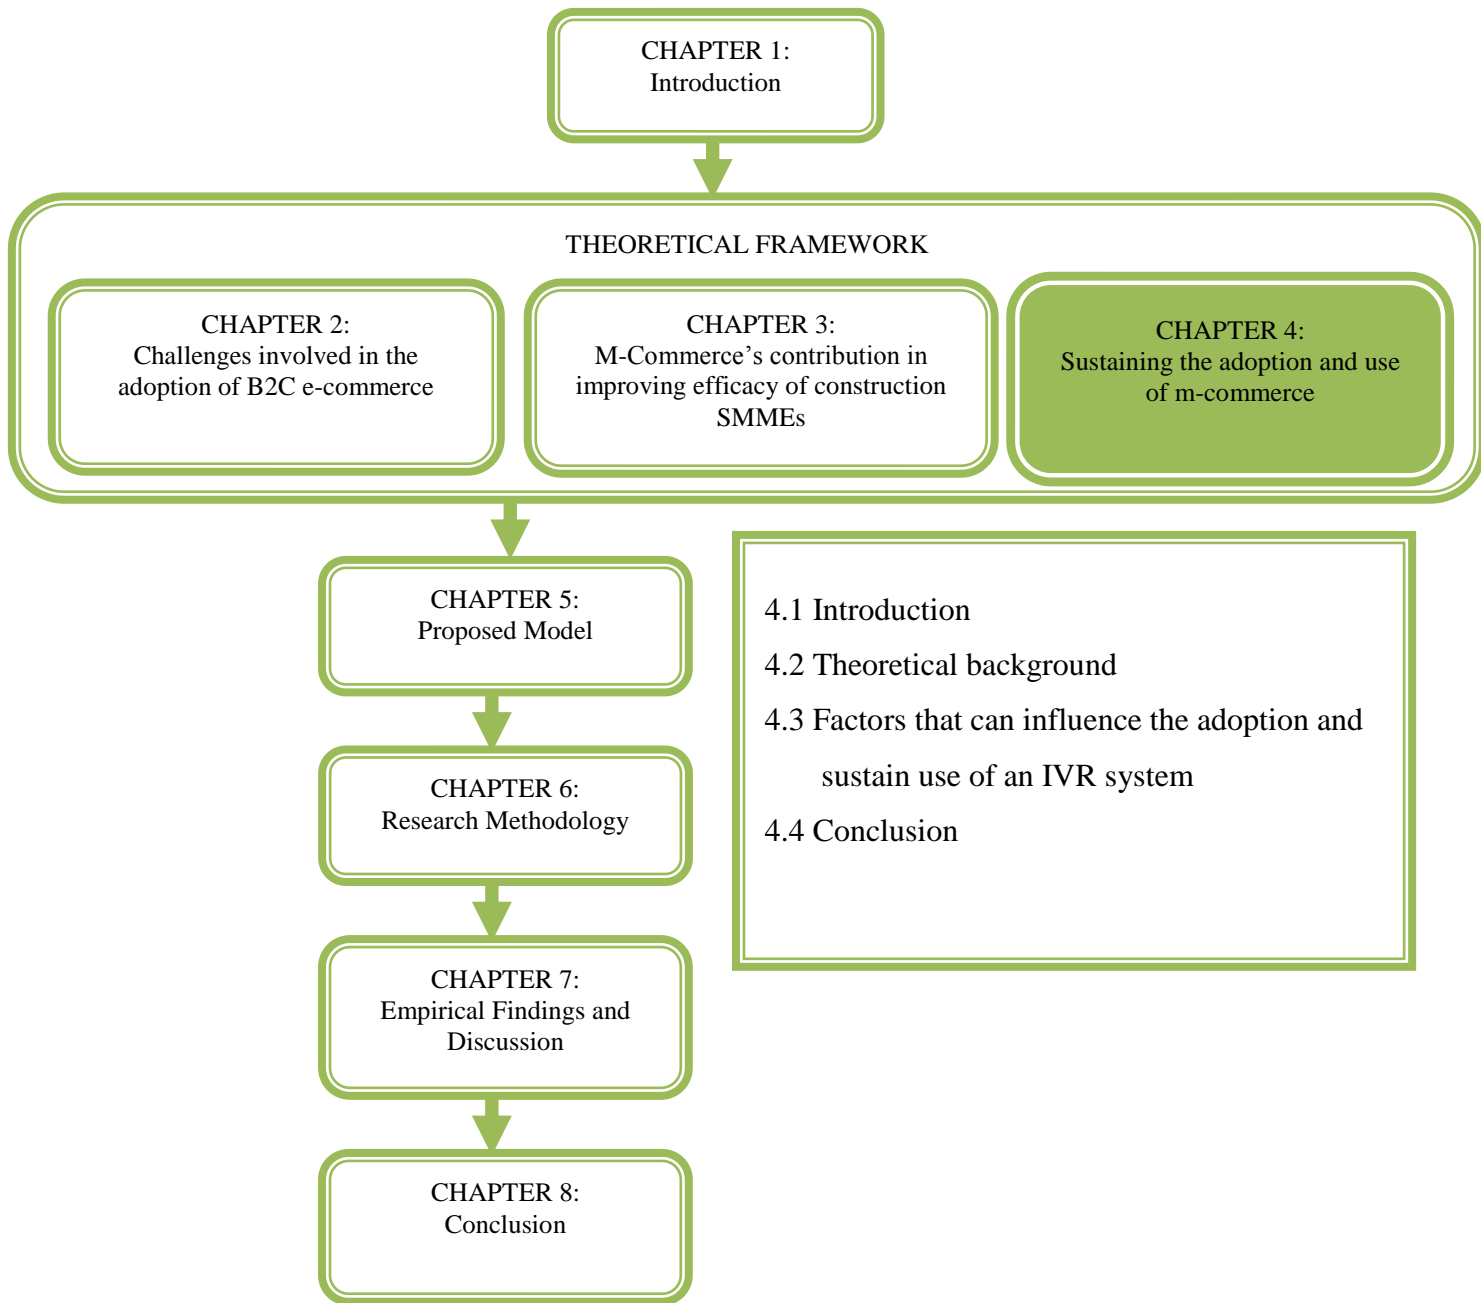 CHAPTER 1:
Introduction
THEORETICAL FRAMEWORK
CHAPTER 2:
Challenges involved in the
adoption of B2C e-commerce
CHAPTER 3:
M-Commerce’s contribution in
improving efficacy of construction
SMMEs
CHAPTER 4:
Sustaining the adoption and use
of m-commerce
CHAPTER 5:
Proposed Model
4.1 Introduction
4.2 Theoretical background
4.3 Factors that can influence the adoption and
sustain use of an IVR system
4.4 Conclusion
CHAPTER 6:
Research Methodology
CHAPTER 7:
Empirical Findings and
Discussion
CHAPTER 8:
Conclusion